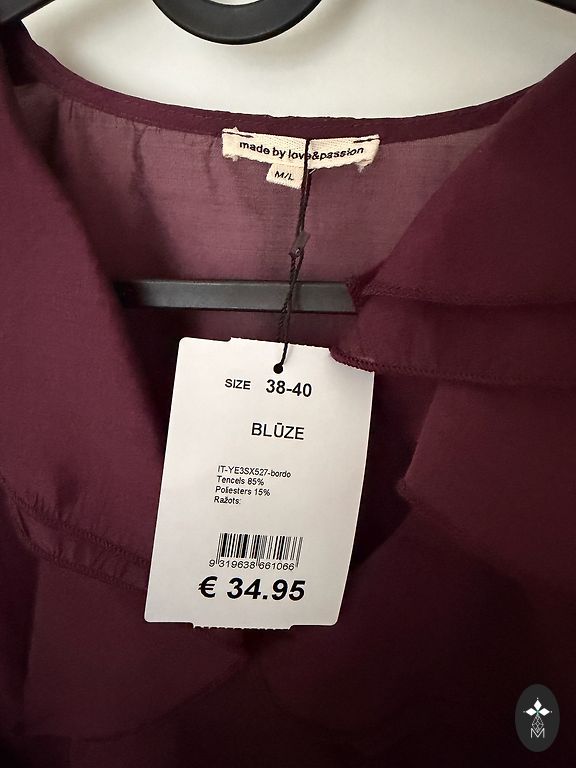 made by love&passion
M/L
SIZE 38-40
BLŪZE
IT-YE3SX527-bordo
Tencels 85%
Poliesters 15%
Ražots:
9 319638 661066
€ 34.95
M